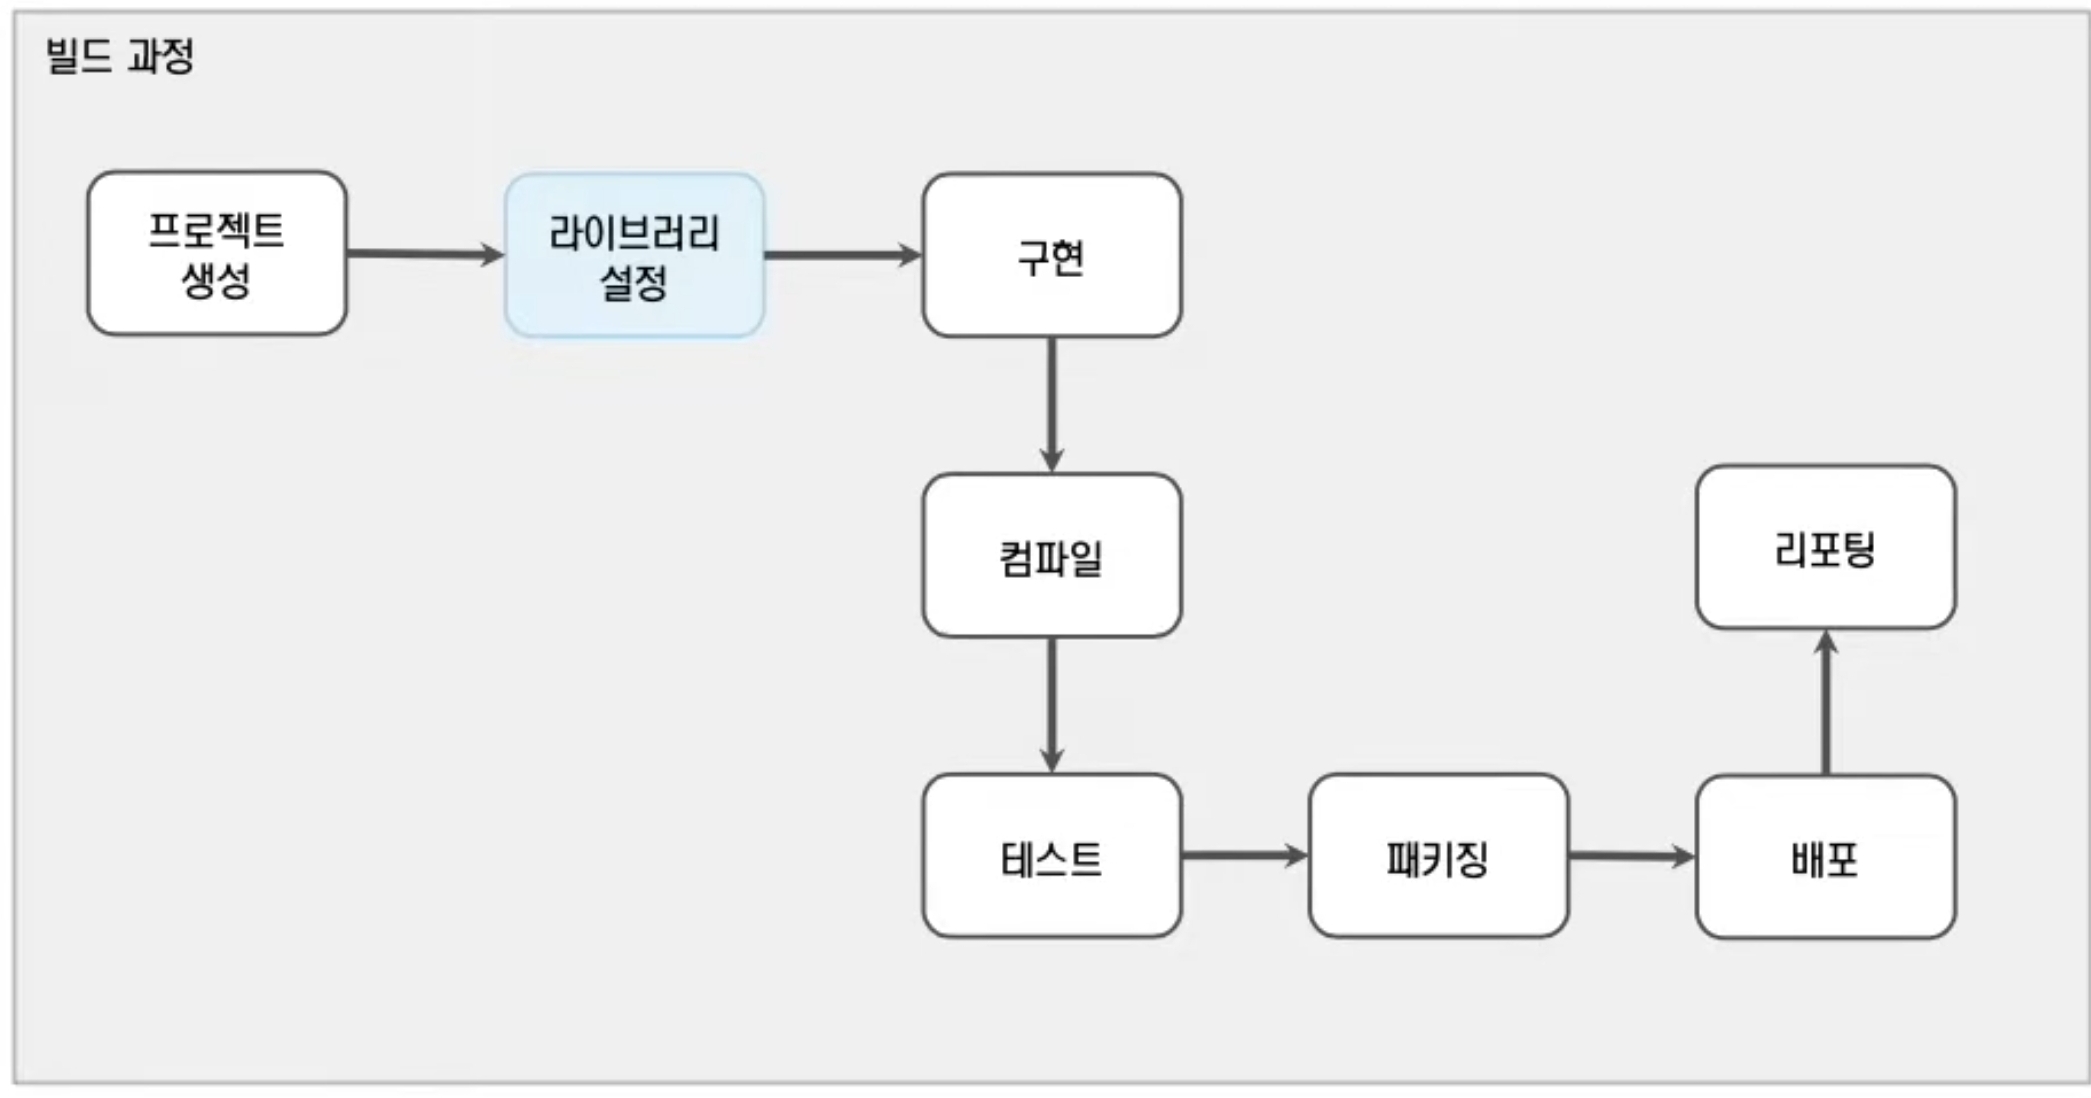 빌드 과정
프로젝트
생성
라이브러리
설정
구현
컴파일
리포팅
테스트
패키징
배포